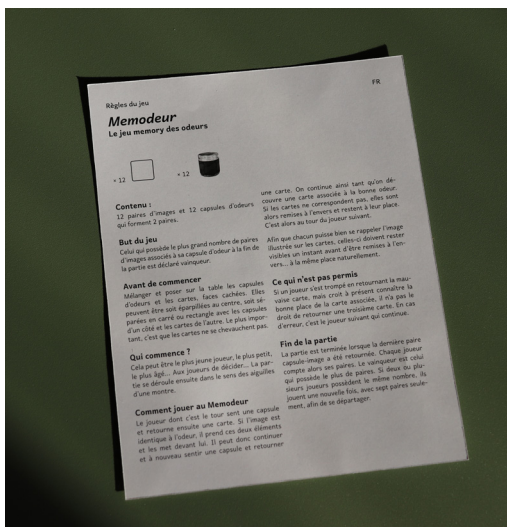 FR
Règles du jeu
Memodeur
Le jeu memory des odeurs
× 12
× 12
Contenu :
12 paires d'images et 12 capsules d'odeurs
qui forment 2 paires.
But du jeu
Celui qui possède le plus grand nombre de paires
d'images associés à sa capsule d'odeur à la fin de
la partie est déclaré vainqueur.
Avant de commencer
Mélanger et poser sur la table les capsules
d'odeurs et les cartes, faces cachées. Elles
peuvent être soit éparpillées au centre, soit sé-
parées en carré ou rectangle avec les capsules
d'un côté et les cartes de l'autre. Le plus impor-
tant, c'est que les cartes ne se chevauchent pas.
Qui commence ?
Cela peut être le plus jeune joueur, le plus petit,
le plus âgé... Aux joueurs de décider... Le par-
tie se déroule ensuite dans le sens des aiguilles
d'une montre.
Comment jouer au Memodeur
Le joueur dont c'est le tour sent une capsule
et retourne ensuite une carte. Si l'image est
identique à l'odeur, il prend ces deux éléments
et les met devant lui. Il peut donc continuer
et à nouveau sentir une capsule et retourner
une carte. On continue ainsi tant qu'on dé-
couvre une carte associée à la bonne odeur.
Si les cartes ne correspondent pas, elles sont
alors remises à l'envers et restent à leur place.
C'est alors au tour du joueur suivant.
Afin que chacun puisse bien se rappeler l'image
illustrée sur les cartes, celles-ci doivent rester
visibles un instant avant d'être remises à l'en-
vers... à la même place naturellement.
Ce qui n'est pas permis
Si un joueur s'est trompé en retournant la mau-
vaise carte, mais croit à présent connaître la
bonne place de la carte associée, il n'a pas le
droit de retourner une troisième carte. En cas
d'erreur, c'est le joueur suivant qui continue.
Fin de la partie
La partie est terminée lorsque la dernière paire
capsule-image a été retournée. Chaque joueur
compte alors ses paires. Le vainqueur est celui
qui possède le plus de paires. Si deux ou plu-
sieurs joueurs possèdent le même nombre, ils
jouent une nouvelle fois, avec sept paires seule-
ment, afin de se départager.